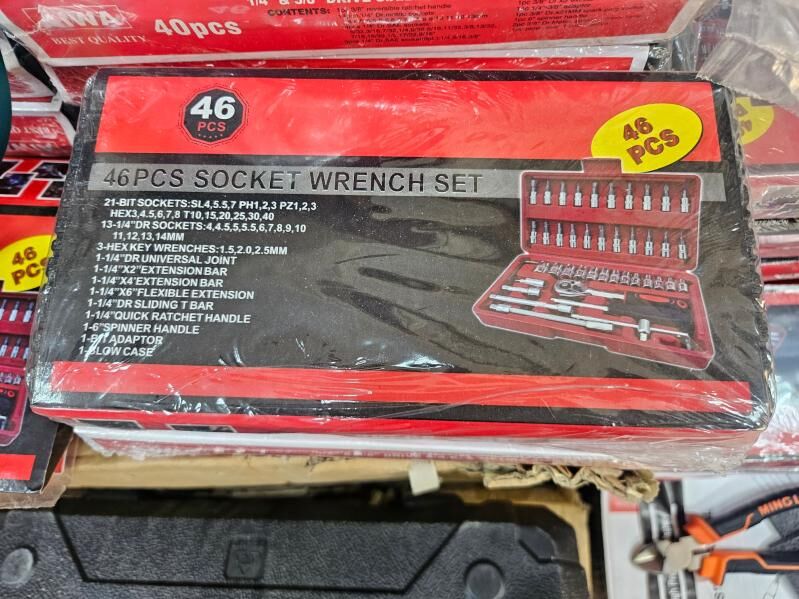 40pcs
BEST QUALITY
CONTENTS:
46
PCS
46
PCS
46PCS SOCKET WRENCH SET
21-BIT SOCKETS:SL4,5.5,7 PH1,2,3 PZ1,2,3
HEX3,4.5,6,7,8 T10,15,20,25,30,40
13-1/4"DR SOCKETS:4,4.5,5,5.5,6,7,8,9,10
11,12,13,14MM
3-HEX KEY WRENCHES:1.5,2.0,2.5MM
1-1/4"DR UNIVERSAL JOINT
1-1/4"X2"EXTENSION BAR
1-1/4"X4"EXTENSION BAR
1-1/4"X6"FLEXIBLE EXTENSION
1-1/4"DR SLIDING T BAR
1-1/4"QUICK RATCHET HANDLE
1-6"SPINNER HANDLE
1-BIT ADAPTOR
1-BLOW CASE
46
PC
MING L